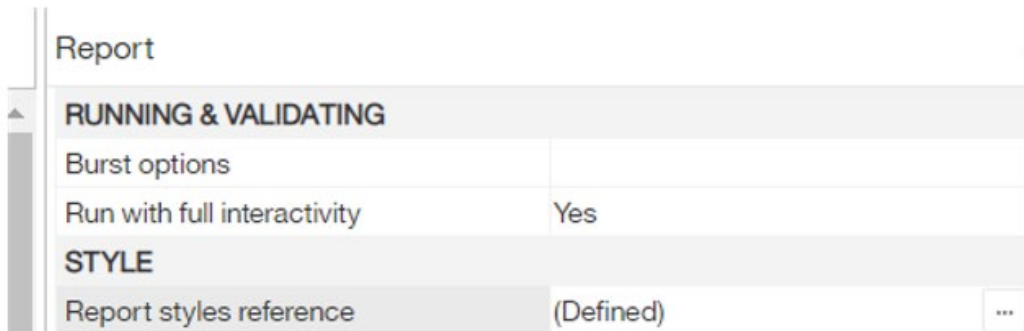 Report
RUNNING & VALIDATING
Burst options
Run with full interactivity Yes
STYLE
Report styles reference (Defined) ...